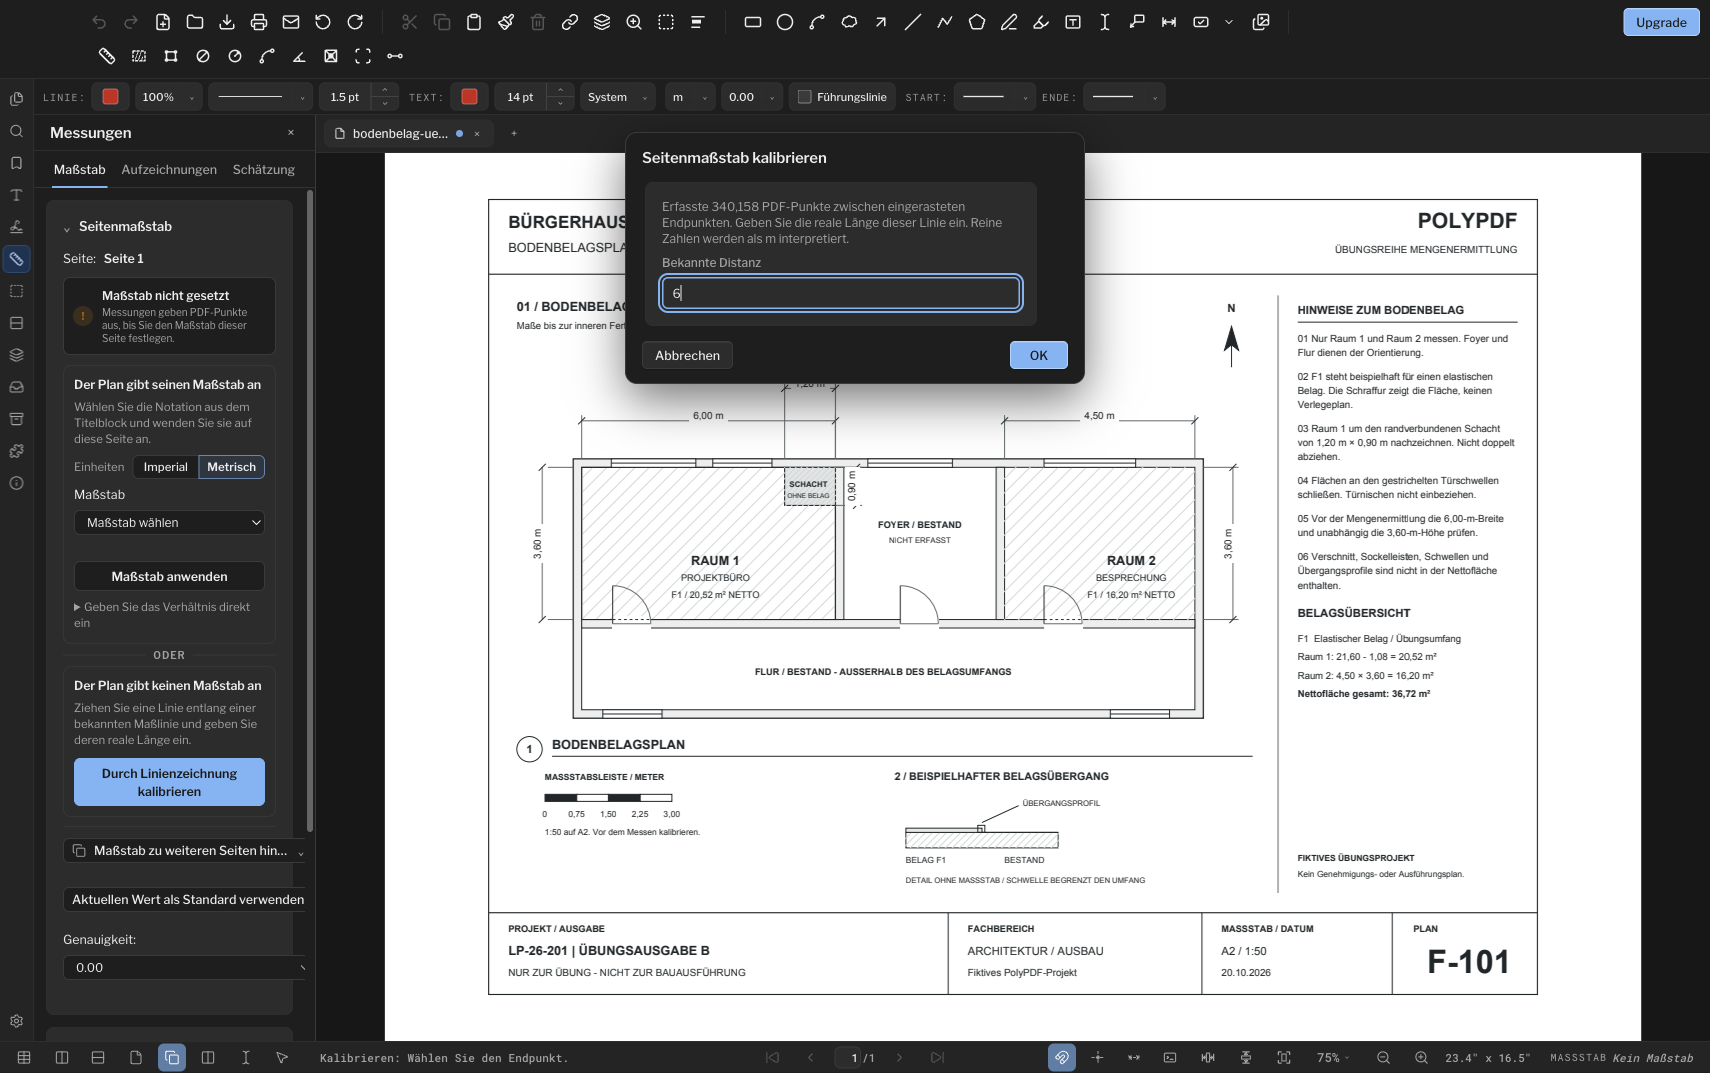 Upgrade
LINIE:
100%
1.5 pt
TEXT:
14 pt
System
m
0.00
Führungslinie
START:
ENDE:
Messungen
×
bodenbelag-ue...
×
+
Maßstab
Aufzeichnungen
Schätzung
Seitenmaßstab
Seite: Seite 1
!
Maßstab nicht gesetzt
Messungen geben PDF-Punkte
aus, bis Sie den Maßstab dieser
Seite festlegen.
Der Plan gibt seinen Maßstab an
Wählen Sie die Notation aus dem
Titelblock und wenden Sie sie auf
diese Seite an.
Einheiten
Imperial
Metrisch
Maßstab
Maßstab wählen
Maßstab anwenden
Geben Sie das Verhältnis direkt
ein
ODER
Der Plan gibt keinen Maßstab an
Ziehen Sie eine Linie entlang einer
bekannten Maßlinie und geben Sie
deren reale Länge ein.
Durch Linienzeichnung
kalibrieren
Maßstab zu weiteren Seiten hin...
Aktuellen Wert als Standard verwenden
Genauigkeit:
0.00
Seitenmaßstab kalibrieren
Erfasste 340,158 PDF-Punkte zwischen eingerasteten
Endpunkten. Geben Sie die reale Länge dieser Linie ein. Reine
Zahlen werden als m interpretiert.
Bekannte Distanz
6
Abbrechen
OK
BÜRGERHAUS
BODENBELAGSPLA
POLYPDF
ÜBUNGSREIHE MENGENERMITTLUNG
01 / BODENBELAG
Maße bis zur inneren Fert
N
1,20 m
6,00 m
4,50 m
3,60 m
SCHACHT
OHNE BELAG
0,90 m
FOYER / BESTAND
NICHT ERFASST
3,60 m
RAUM 1
PROJEKTBÜRO
F1 / 20,52 m² NETTO
RAUM 2
BESPRECHUNG
F1 / 16,20 m² NETTO
FLUR / BESTAND - AUSSERHALB DES BELAGSUMFANGS
HINWEISE ZUM BODENBELAG
01 Nur Raum 1 und Raum 2 messen. Foyer und
Flur dienen der Orientierung.
02 F1 steht beispielhaft für einen elastischen
Belag. Die Schraffur zeigt die Fläche, keinen
Verlegeplan.
03 Raum 1 um den randverbundenen Schacht
von 1,20 m × 0,90 m nachzeichnen. Nicht doppelt
abziehen.
04 Flächen an den gestrichelten Türschwellen
schließen. Türnischen nicht einbeziehen.
05 Vor der Mengenermittlung die 6,00-m-Breite
und unabhängig die 3,60-m-Höhe prüfen.
06 Verschnitt, Sockelleisten, Schwellen und
Übergangsprofile sind nicht in der Nettofläche
enthalten.
BELAGSÜBERSICHT
F1 Elastischer Belag / Übungsumfang
Raum 1: 21,60 - 1,08 = 20,52 m²
Raum 2: 4,50 × 3,60 = 16,20 m²
Nettofläche gesamt: 36,72 m²
1
BODENBELAGSPLAN
MASSSTABSLEISTE / METER
0 0,75 1,50 2,25 3,00
1:50 auf A2. Vor dem Messen kalibrieren.
2 / BEISPIELHAFTER BELAGSÜBERGANG
ÜBERGANGSPROFIL
BELAG F1
BESTAND
DETAIL OHNE MASSSTAB / SCHWELLE BEGRENZT DEN UMFANG
FIKTIVES ÜBUNGSPROJEKT
Kein Genehmigungs- oder Ausführungsplan.
PROJEKT / AUSGABE
LP-26-201 | ÜBUNGSAUSGABE B
NUR ZUR ÜBUNG - NICHT ZUR BAUAUSFÜHRUNG
FACHBEREICH
ARCHITEKTUR / AUSBAU
Fiktives PolyPDF-Projekt
MASSSTAB / DATUM
A2 / 1:50
20.10.2026
PLAN
F-101
Kalibrieren: Wählen Sie den Endpunkt.
1 /1
75%
23.4" x 16.5"
MASSSTAB Kein Maßstab